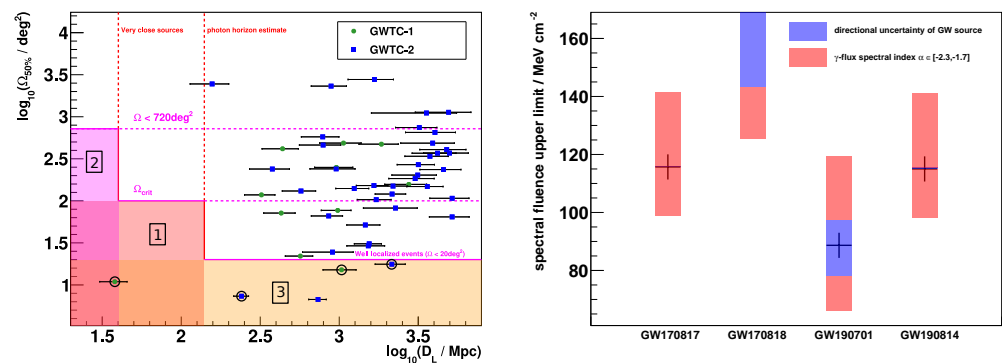 log₁₀(Ω₅₀% / deg²)
4
3.5
3
2.5
2
1.5
1
Very close sources
photon horizon estimate
GWTC-1
GWTC-2
Ω < 720deg²
2
Ω_crit
1
Well localized events (Ω < 20deg²)
3
1.5
2
2.5
3
3.5
log₁₀(D_L / Mpc)
spectral fluence upper limit / MeV cm⁻²
160
140
120
100
80
directional uncertainty of GW source
γ-flux spectral index α ∈ [-2.3,-1.7]
GW170817
GW170818
GW190701
GW190814